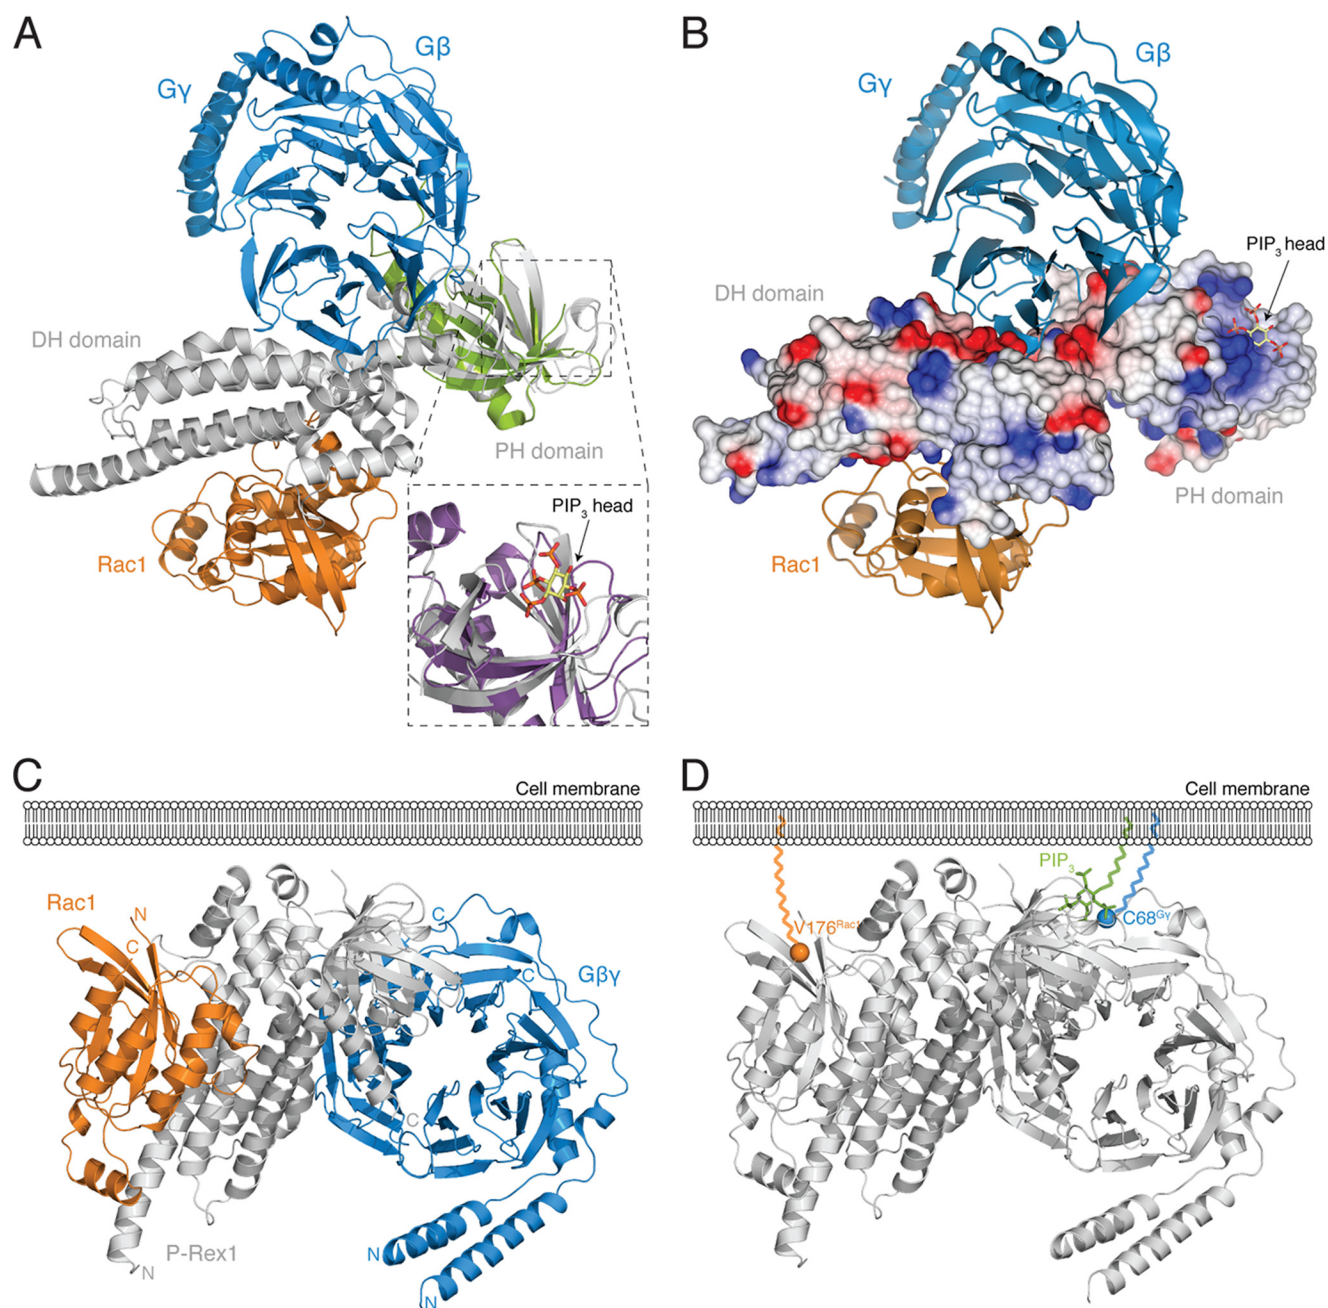 A
Gβ
Gγ
DH domain
PH domain
PIP₃ head
Rac1
B
Gβ
Gγ
PIP₃ head
DH domain
PH domain
Rac1
C
Cell membrane
Rac1
N
C
C
C
Gβγ
C
P-Rex1
N
N
N
D
Cell membrane
PIP₃
V176ᴿᵃᶜ¹
C68ᴳᵞ